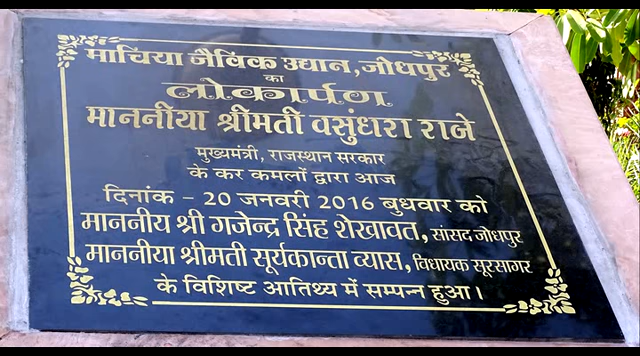 माचिया जैविक उद्यान, जोधपुर
का
लोकार्पण
माननीया श्रीमती वसुंधरा राजे
मुख्यमंत्री, राजस्थान सरकार
के कर कमलों द्वारा आज
दिनांक – 20 जनवरी 2016 बुधवार को
माननीय श्री गजेन्द्र सिंह शेखावत, सांसद जोधपुर
माननीया श्रीमती सूर्यकान्ता व्यास, विधायक सूरसागर
के विशिष्ट आतिथ्य में सम्पन्न हुआ।